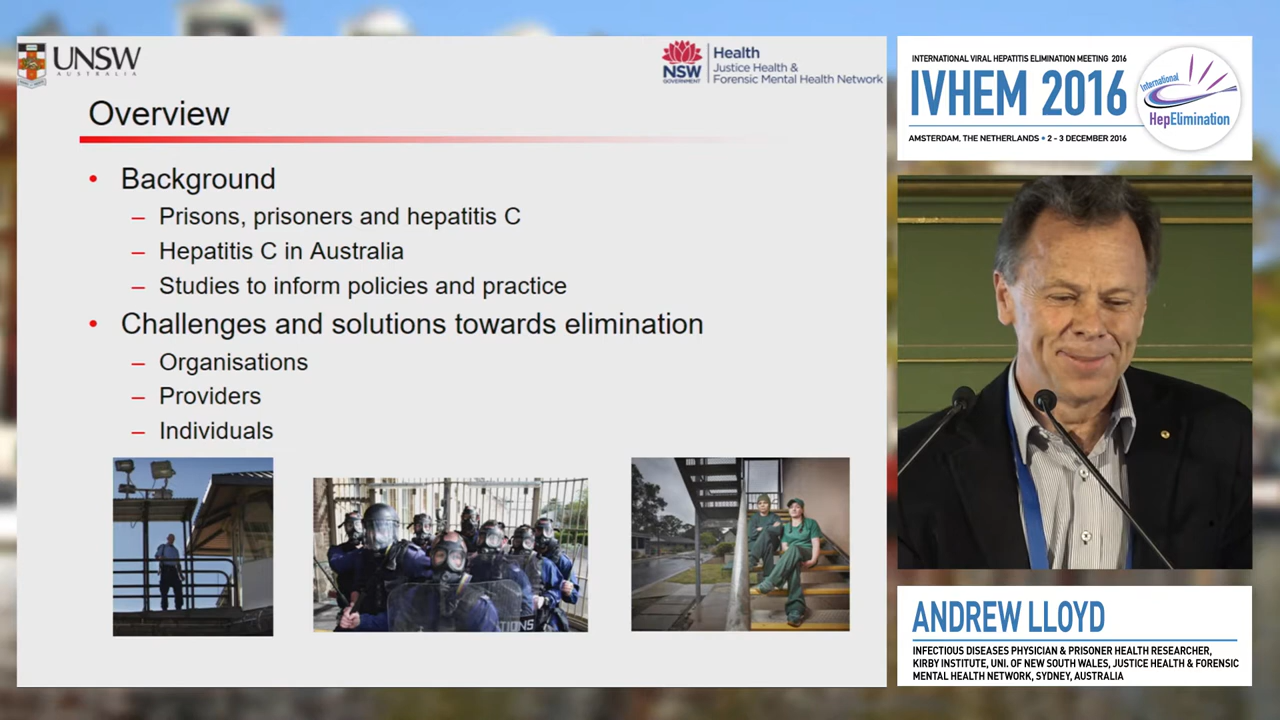 UNSW
AUSTRALIA
Health
Justice Health &
Forensic Mental Health Network
NSW
GOVERNMENT
Overview
• Background
– Prisons, prisoners and hepatitis C
– Hepatitis C in Australia
– Studies to inform policies and practice
• Challenges and solutions towards elimination
– Organisations
– Providers
– Individuals
TIONS
INTERNATIONAL VIRAL HEPATITIS ELIMINATION MEETING 2016
IVHEM 2016
AMSTERDAM, THE NETHERLANDS • 2 - 3 DECEMBER 2016
International
HepElimination
ANDREW LLOYD
INFECTIOUS DISEASES PHYSICIAN & PRISONER HEALTH RESEARCHER,
KIRBY INSTITUTE, UNI. OF NEW SOUTH WALES, JUSTICE HEALTH & FORENSIC
MENTAL HEALTH NETWORK, SYDNEY, AUSTRALIA